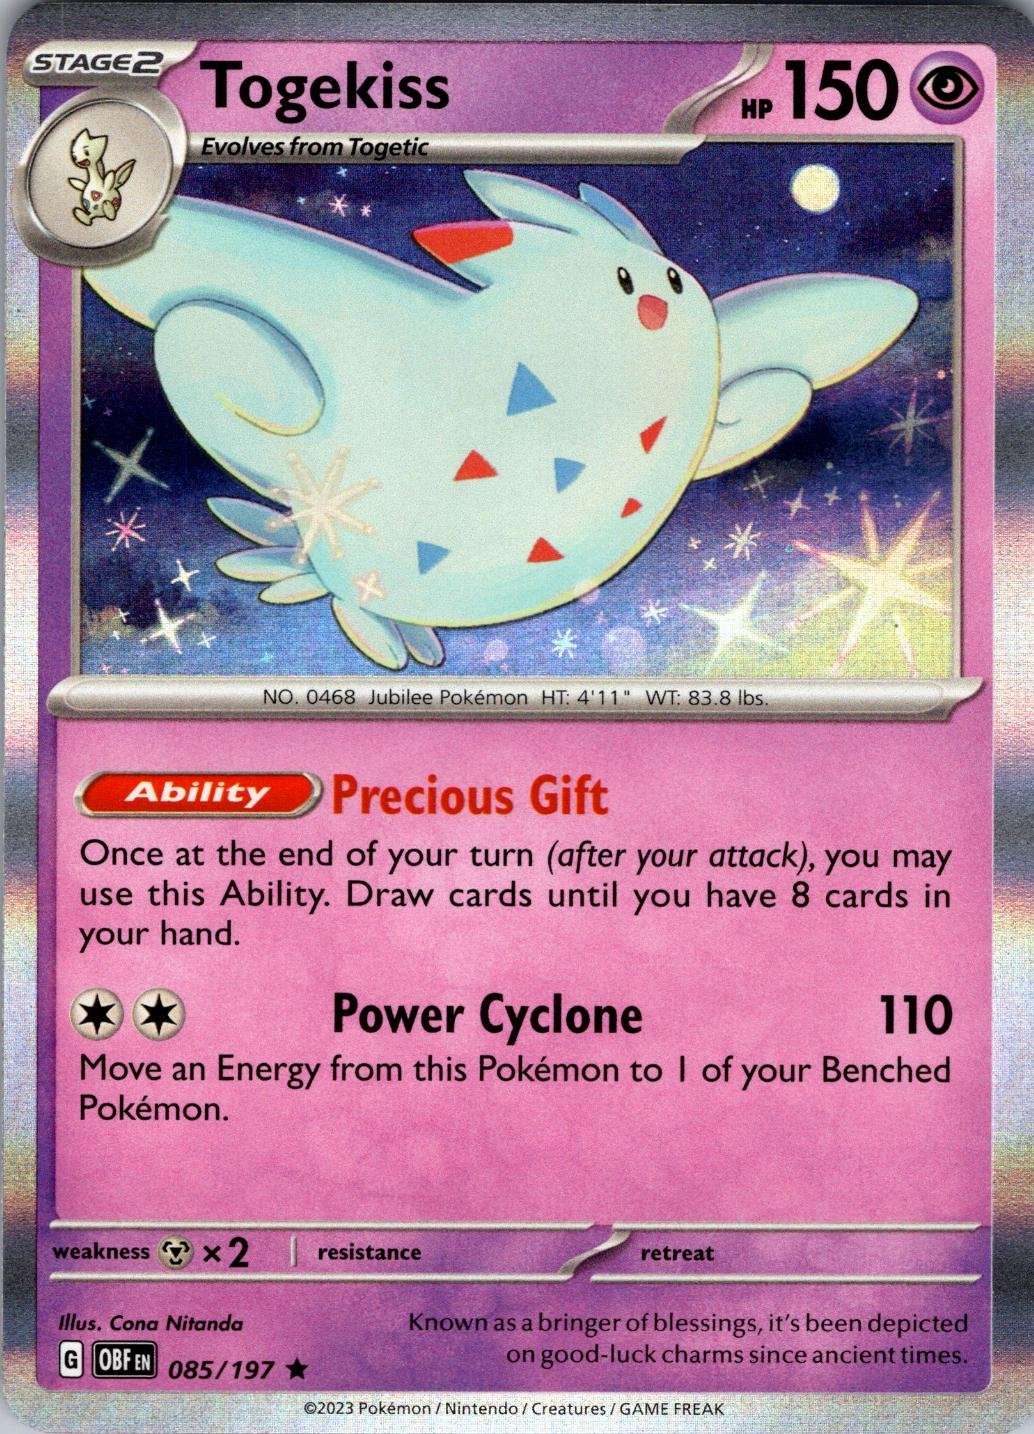 STAGE2
Togekiss
HP 150
Evolves from Togetic
NO. 0468 Jubilee Pokémon HT: 4'11" WT: 83.8 lbs.
Ability Precious Gift
Once at the end of your turn (after your attack), you may
use this Ability. Draw cards until you have 8 cards in
your hand.
Power Cyclone 110
Move an Energy from this Pokémon to 1 of your Benched
Pokémon.
weakness ×2 resistance retreat
Illus. Cona Nitanda
Known as a bringer of blessings, it's been depicted
on good-luck charms since ancient times.
G OBF EN 085/197
©2023 Pokémon / Nintendo / Creatures / GAME FREAK